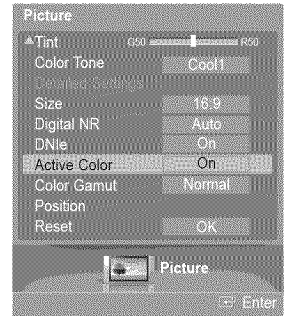 Picture
Tint G50 R50
Color Tone Cool1
Detailed Settings
Size 16:9
Digital NR Auto
DNIe On
Active Color On
Color Gamut Normal
Position
Reset OK
Picture
Enter